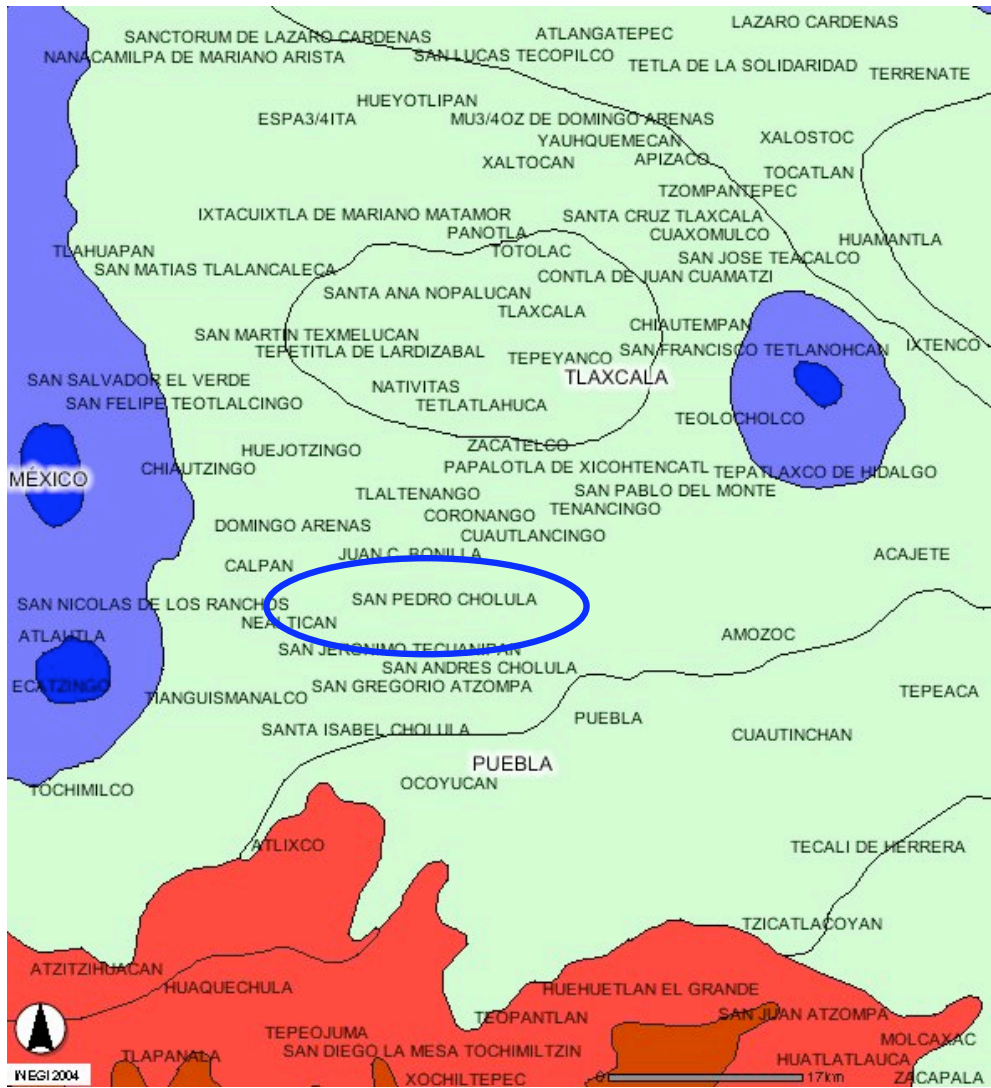 LAZARO CARDENAS
SANCTORUM DE LAZARO CARDENAS
ATLANGATEPEC
NANACAMILPA DE MARIANO ARISTA
SAN LUCAS TECOPILCO
TETLA DE LA SOLIDARIDAD
TERRENATE
HUEYOTLIPAN
ESPA3/4ITA
MU3/4OZ DE DOMINGO ARENAS
YAUHQUEMECAN
XALOSTOC
XALTOCAN
APIZACO
TOCATLAN
TZOMPANTEPEC
IXTACUIXTLA DE MARIANO MATAMOR
SANTA CRUZ TLAXCALA
PANOTLA
CUAXOMULCO
HUAMANTLA
TLAHUAPAN
TOTOLAC
SAN JOSE TEACALCO
SAN MATIAS TLALANCALECA
CONTLA DE JUAN CUAMATZI
SANTA ANA NOPALUCAN
TLAXCALA
CHIAUTEMPAN
SAN MARTIN TEXMELUCAN
TEPETITLA DE LARDIZABAL
SAN FRANCISCO TETLANOHCAN
IXTENCO
TEPEYANCO
TLAXCALA
SAN SALVADOR EL VERDE
NATIVITAS
SAN FELIPE TEOTLALCINGO
TETLATLAHUCA
TEOLOCHOLCO
HUEJOTZINGO
ZACATELCO
CHIAUTZINGO
PAPALOTLA DE XICOHTENCATL
TEPATLAXCO DE HIDALGO
MÉXICO
TLALTENANGO
SAN PABLO DEL MONTE
CORONANGO
TENANCINGO
DOMINGO ARENAS
CUAUTLANCINGO
JUAN C. BONILLA
ACAJETE
CALPAN
SAN NICOLAS DE LOS RANCHOS
SAN PEDRO CHOLULA
NEALTICAN
ATLAUTLA
AMOZOC
SAN JERONIMO TECUANIPAN
SAN ANDRES CHOLULA
ECATZINGO
TIANGUISMANALCO
SAN GREGORIO ATZOMPA
TEPEACA
PUEBLA
SANTA ISABEL CHOLULA
CUAUTINCHAN
PUEBLA
TOCHIMILCO
OCOYUCAN
ATLIXCO
TECALI DE HERRERA
TZICATLACOYAN
ATZITZIHUACAN
HUAQUECHULA
HUEHUETLAN EL GRANDE
TEOPANTLAN
SAN JUAN ATZOMPA
TEPEOJUMA
MOLCAXAC
TLAPANALA
SAN DIEGO LA MESA TOCHIMILTZIN
HUATLATLAUCA
INEGI 2004
XOCHILTEPEC
0 17km
ZACAPALA